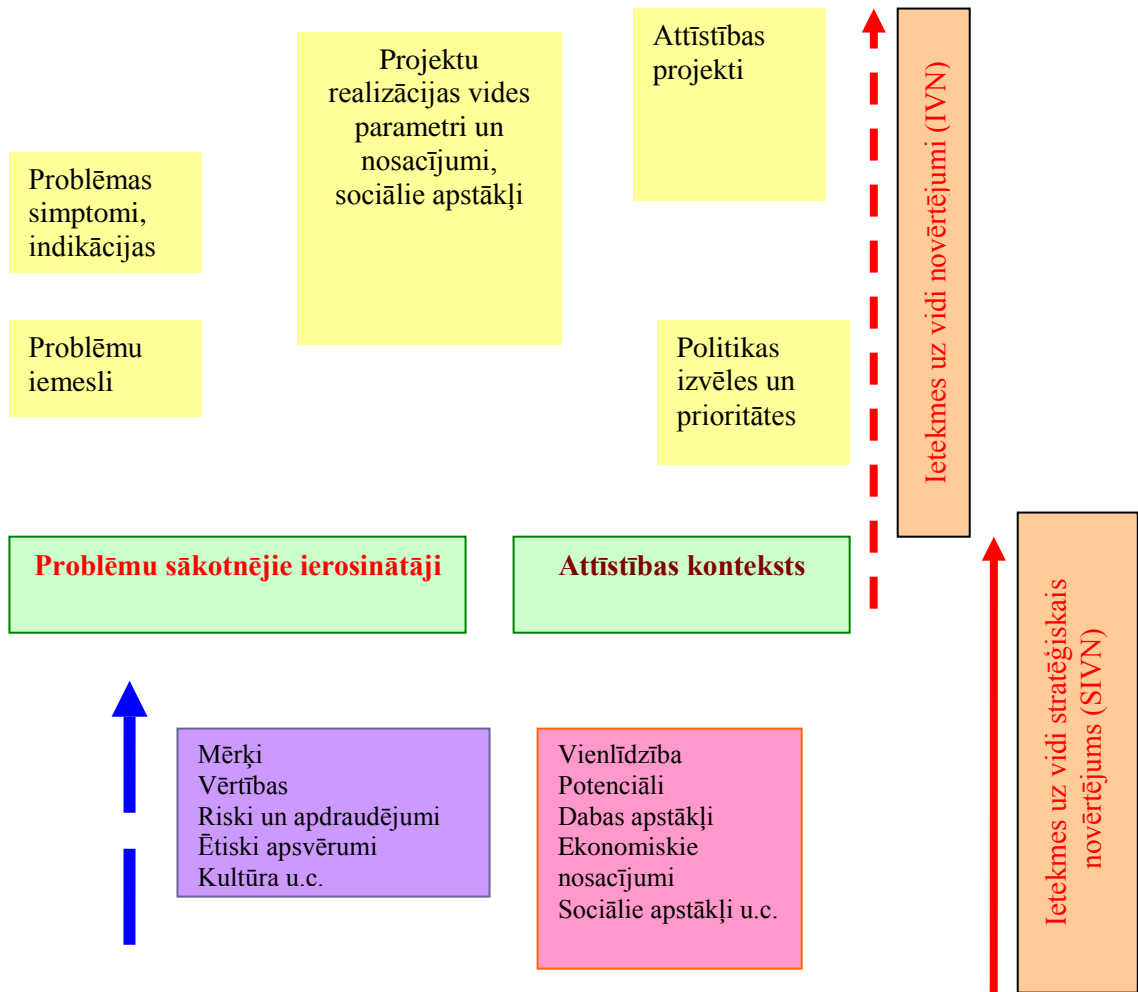 Projektu
realizācijas vides
parametri un
nosacījumi,
sociālie apstākļi
Attīstības
projekti
Problēmas
simptomi,
indikācijas
Problēmu
iemesli
Politikas
izvēles un
prioritātes
Ietekmes uz vidi novērtējumi (IVN)
Problēmu sākotnējie ierosinātāji
Attīstības konteksts
Mērķi
Vērtības
Riski un apdraudējumi
Ētiski apsvērumi
Kultūra u.c.
Vienlīdzība
Potenciāli
Dabas apstākļi
Ekonomiskie
nosacījumi
Sociālie apstākļi u.c.
Ietekmes uz vidi stratēģiskais
novērtējums (SIVN)